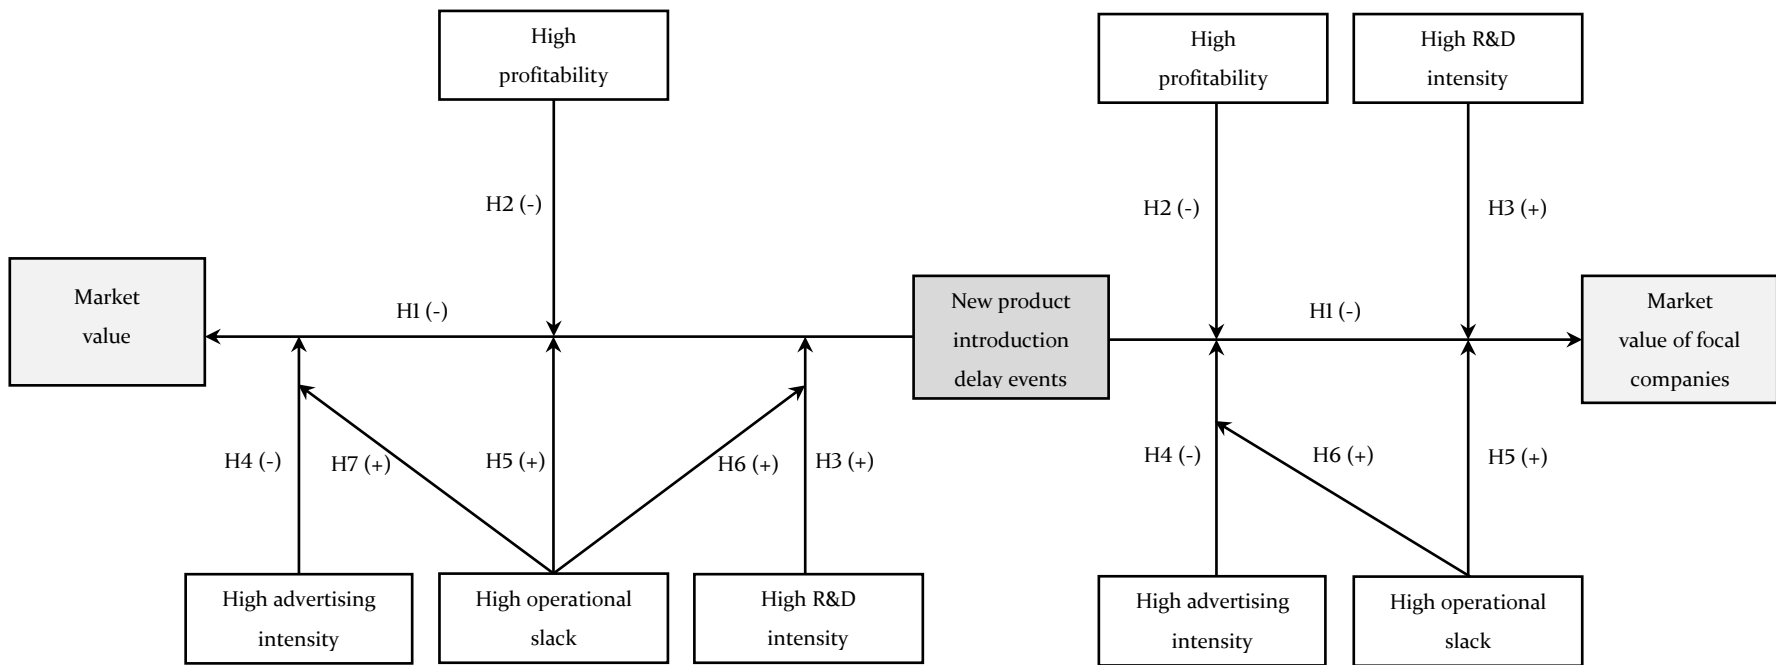 High
profitability
High
profitability
High R&D
intensity
H2 (-)
H2 (-)
H3 (+)
Market
value
H1 (-)
New product
introduction
delay events
H1 (-)
Market
value of focal
companies
H4 (-)
H7 (+)
H5 (+)
H6 (+)
H3 (+)
H4 (-)
H6 (+)
H5 (+)
High advertising
intensity
High operational
slack
High R&D
intensity
High advertising
intensity
High operational
slack